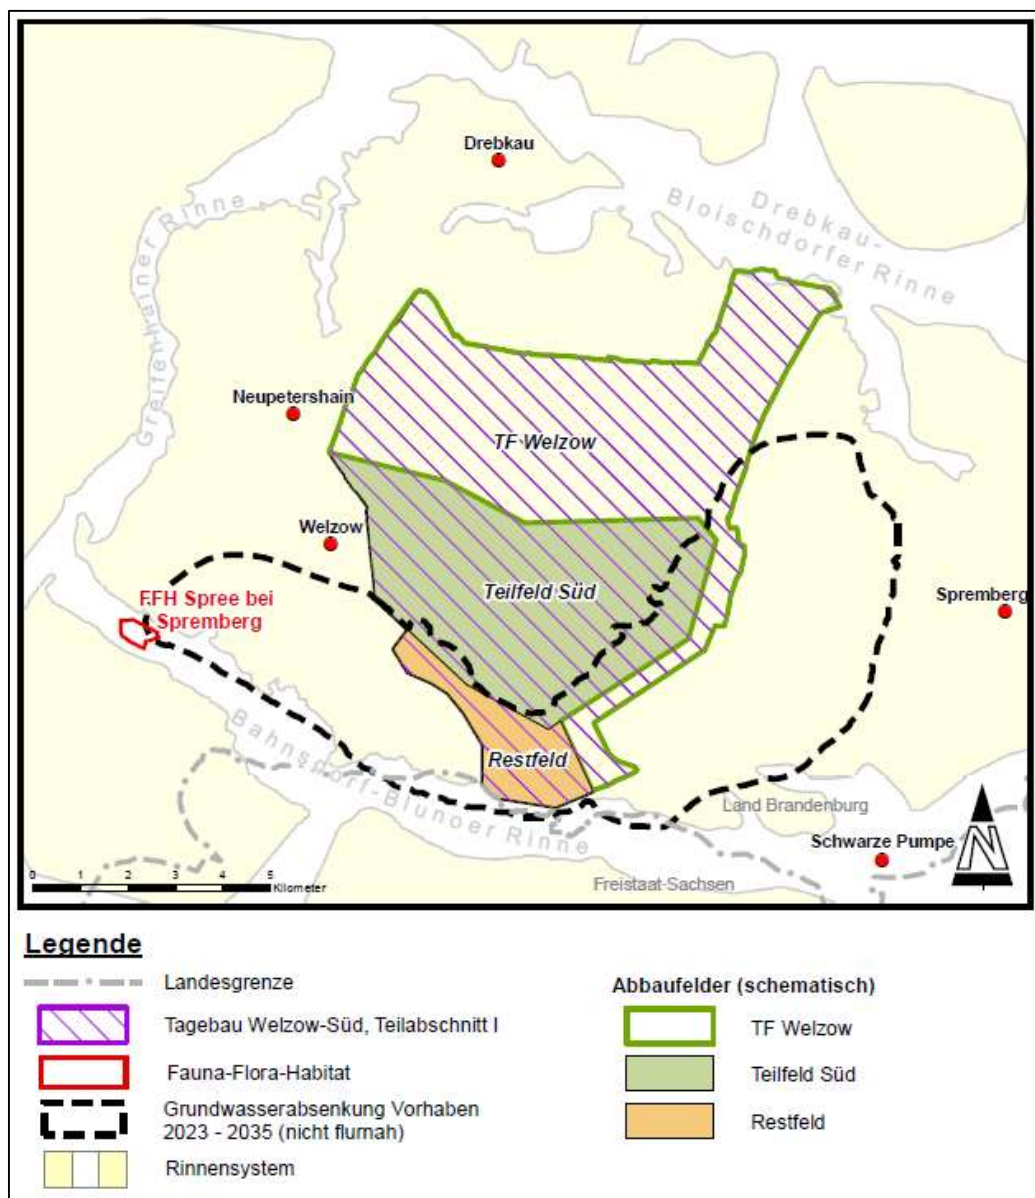 Drebkau
Drebkau-
Bloischdorfer Rinne
Greifenhainer Rinne
Neupetershain
TF Welzow
Welzow
Teilfeld Süd
Spremberg
FFH Spree bei
Spremberg
Restfeld
Bahnsdorf-Blunoer Rinne
Land Brandenburg
Schwarze Pumpe
Freistaat Sachsen
N
0 1 2 3 4 5
Kilometer
Legende
Landesgrenze
Tagebau Welzow-Süd, Teilabschnitt I
Fauna-Flora-Habitat
Grundwasserabsenkung Vorhaben
2023 - 2035 (nicht flurnah)
Rinnensystem
Abbaufelder (schematisch)
TF Welzow
Teilfeld Süd
Restfeld